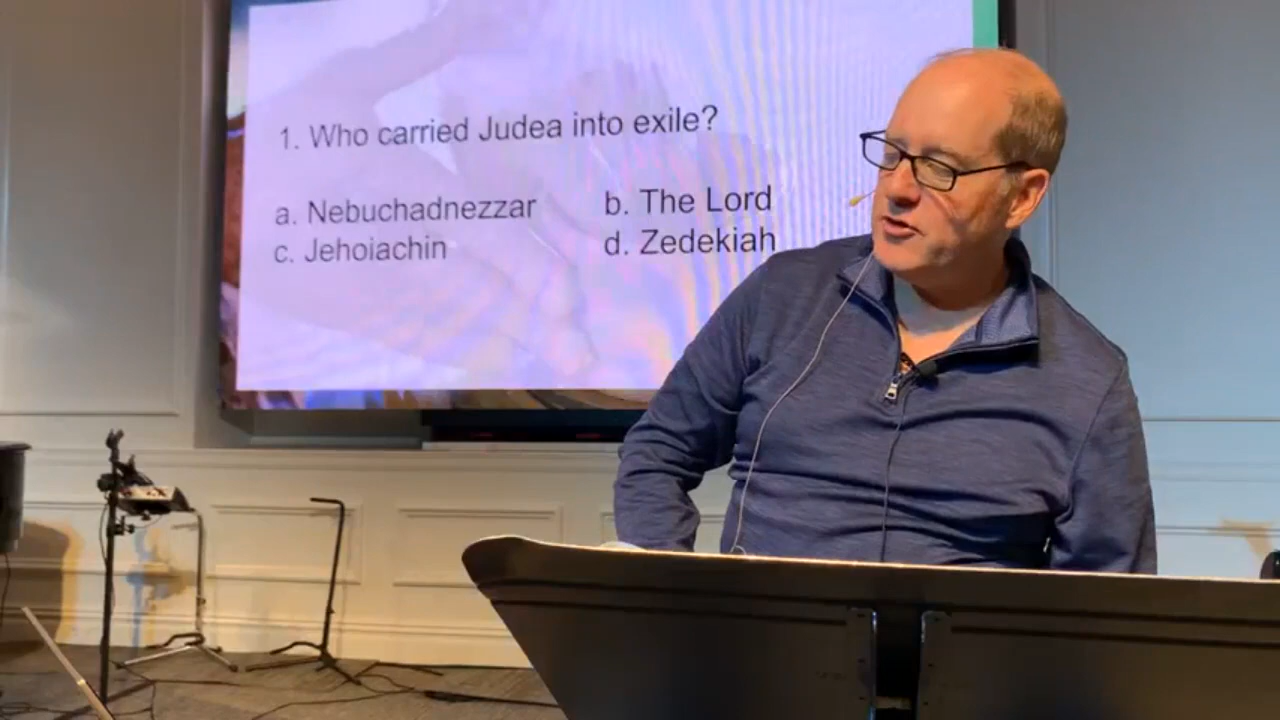 1. Who carried Judea into exile?
a. Nebuchadnezzar b. The Lord
c. Jehoiachin d. Zedekiah